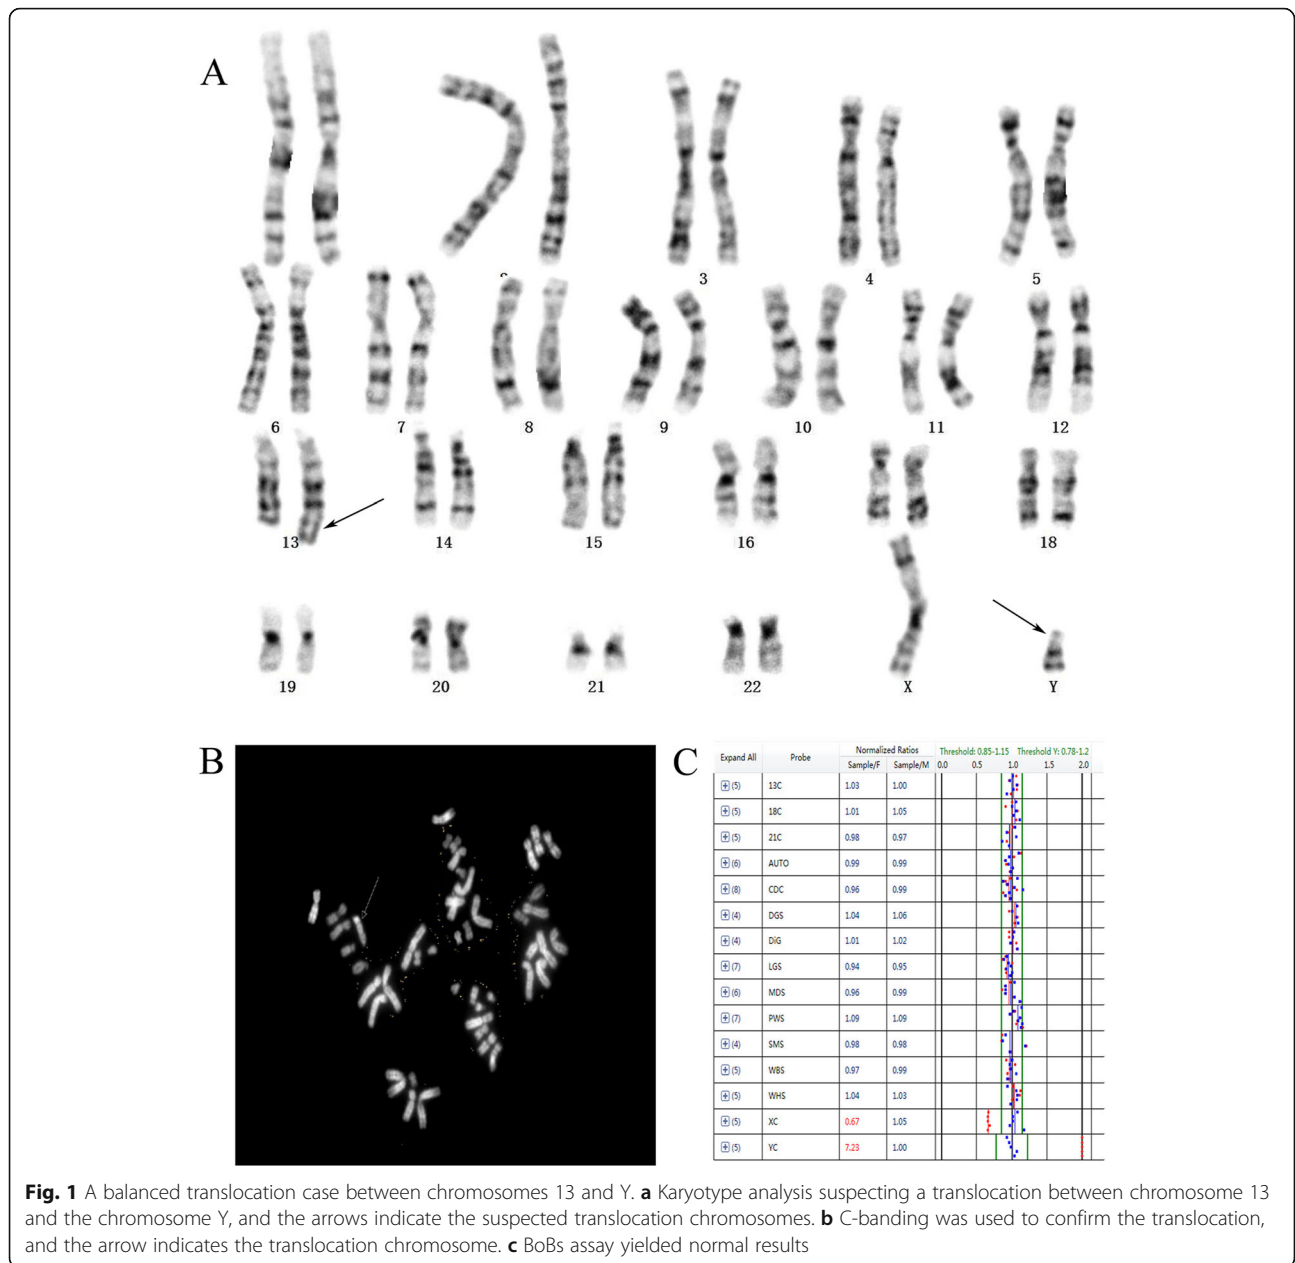 A
3 4 5
6 7 8 9 10 11 12
13 14 15 16 18
19 20 21 22 X Y
B
C
Expand All Probe Normalized Ratios Threshold: 0.85-1.15 Threshold Y: 0.78-1.2
Sample/F Sample/M 0.0 0.5 1.0 1.5 2.0
(5) 13C 1.03 1.00
(5) 18C 1.01 1.05
(5) 21C 0.98 0.97
(6) AUTO 0.99 0.99
(8) CDC 0.96 0.99
(4) DGS 1.04 1.06
(4) DiG 1.01 1.02
(7) LGS 0.94 0.95
(6) MDS 0.96 0.99
(7) PWS 1.09 1.09
(4) SMS 0.98 0.98
(5) WBS 0.97 0.99
(5) WHS 1.04 1.03
(5) XC 0.67 1.05
(5) YC 7.23 1.00
Fig. 1 A balanced translocation case between chromosomes 13 and Y. a Karyotype analysis suspecting a translocation between chromosome 13
and the chromosome Y, and the arrows indicate the suspected translocation chromosomes. b C-banding was used to confirm the translocation,
and the arrow indicates the translocation chromosome. c BoBs assay yielded normal results